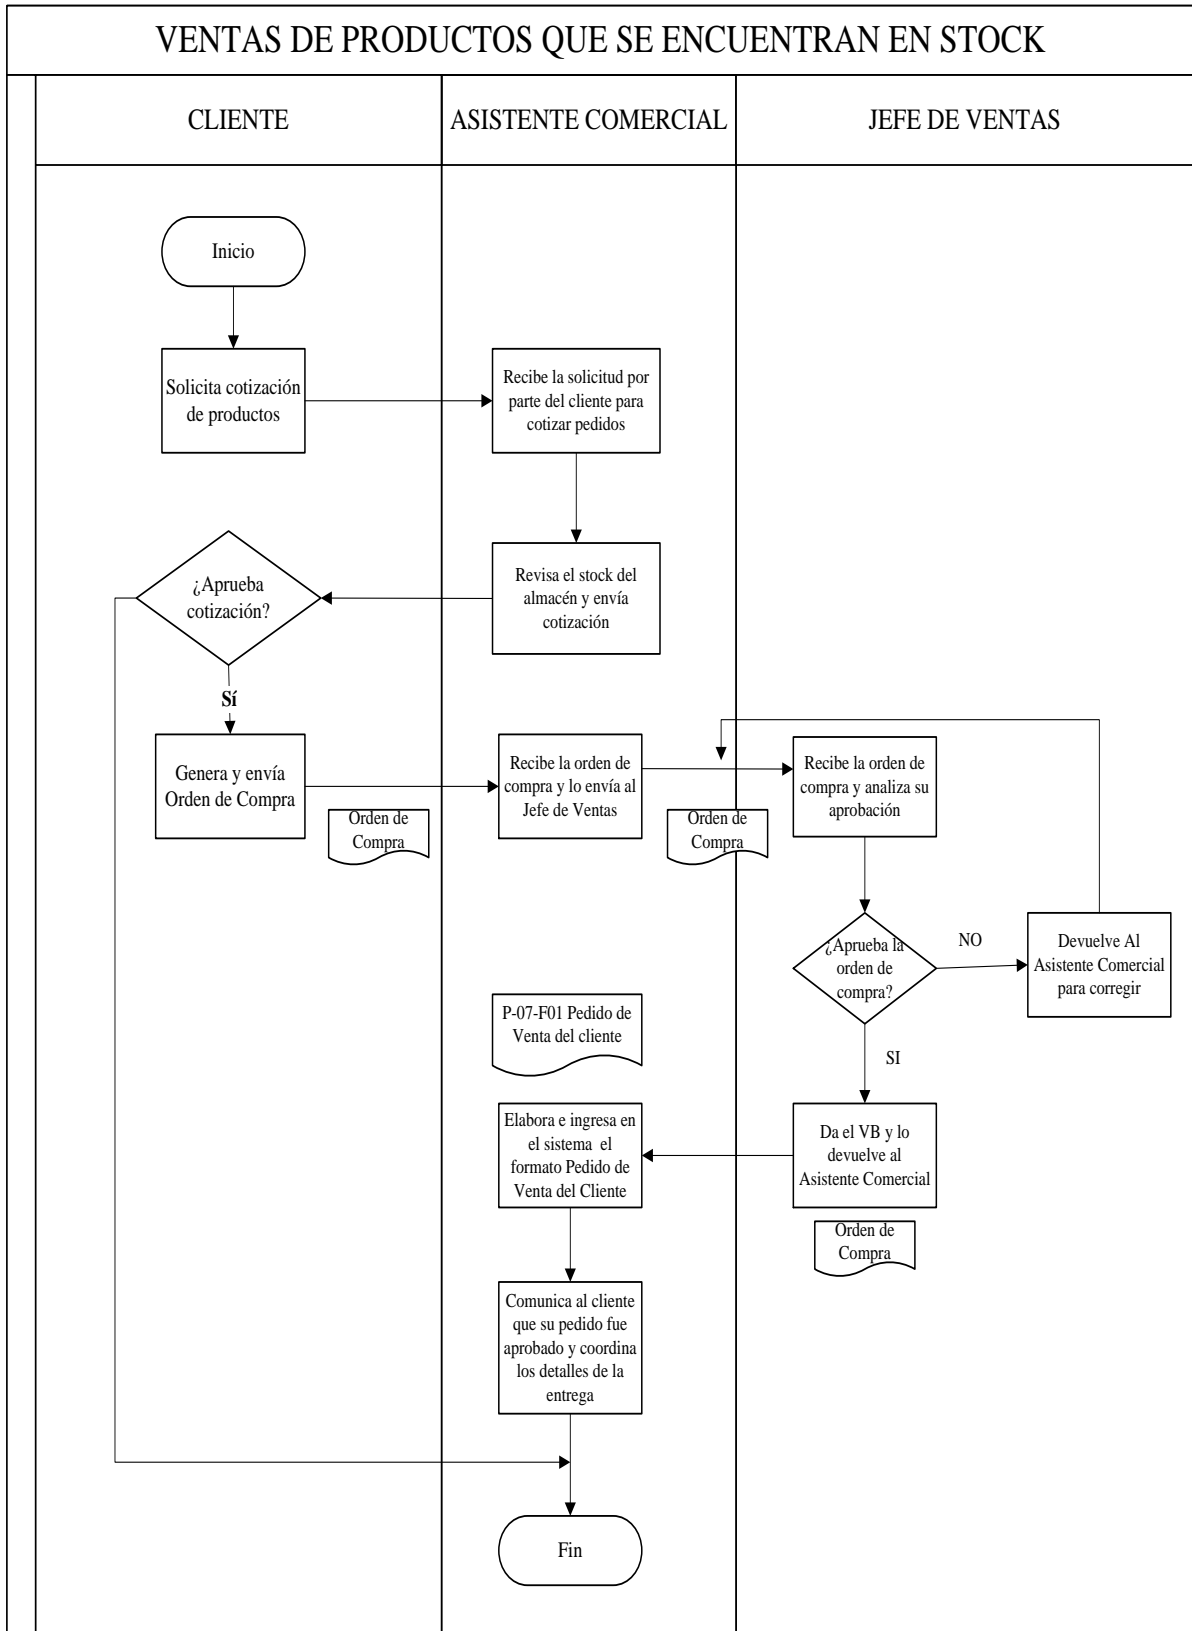 VENTAS DE PRODUCTOS QUE SE ENCUENTRAN EN STOCK
CLIENTE
ASISTENTE COMERCIAL
JEFE DE VENTAS
Inicio
Solicita cotización
de productos
Recibe la solicitud por
parte del cliente para
cotizar pedidos
Revisa el stock del
almacén y envía
cotización
¿Aprueba
cotización?
Sí
Genera y envía
Orden de Compra
Orden de
Compra
Recibe la orden de
compra y lo envía al
Jefe de Ventas
Orden de
Compra
Recibe la orden de
compra y analiza su
aprobación
¿Aprueba la
orden de
compra?
NO
Devuelve Al
Asistente Comercial
para corregir
SI
Da el VB y lo
devuelve al
Asistente Comercial
Orden de
Compra
P-07-F01 Pedido de
Venta del cliente
Elabora e ingresa en
el sistema el
formato Pedido de
Venta del Cliente
Comunica al cliente
que su pedido fue
aprobado y coordina
los detalles de la
entrega
Fin